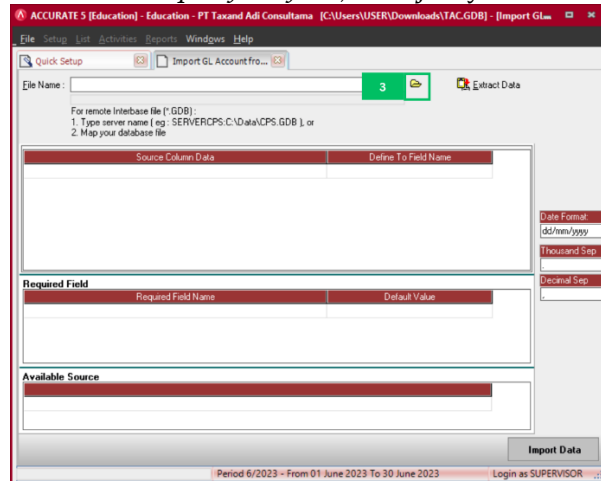 ACCURATE 5 [Education] - Education - PT Taxand Adi Consultama [C:\Users\USER\Downloads\TAC.GDB] - [Import GL
File Setup List Activities Reports Windows Help
Quick Setup Import GL Account fro...
File Name : 3 Extract Data
For remote Interbase file (*.GDB) :
1. Type server name ( eg : SERVERCPS:C:\Data\CPS.GDB ), or
2. Map your database file
Source Column Data Define To Field Name
Date Format:
dd/mm/yyyy
Thousand Sep
Decimal Sep
Required Field
Required Field Name Default Value
Available Source
Import Data
Period 6/2023 - From 01 June 2023 To 30 June 2023 Login as SUPERVISOR